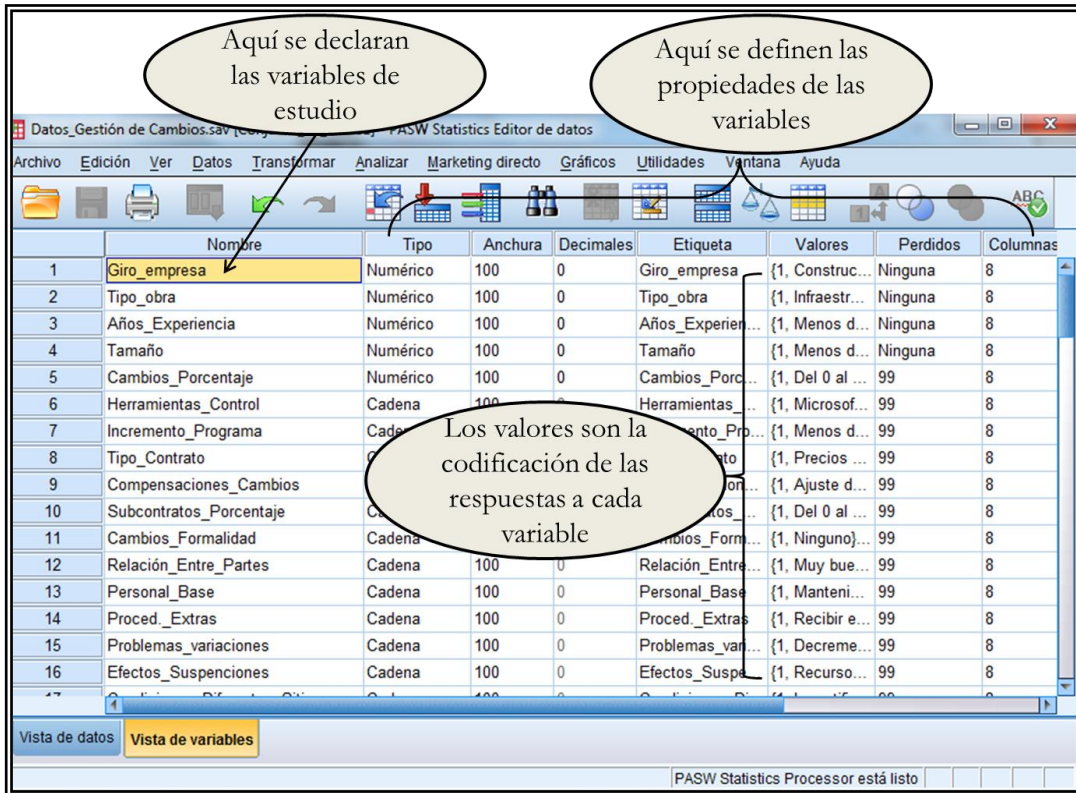 Aquí se declaran
las variables de
estudio
Aquí se definen las
propiedades de las
variables
Datos_Gestión de Cambios.sav PASW Statistics Editor de datos
Archivo Edición Ver Datos Transformar Analizar Marketing directo Gráficos Utilidades Ventana Ayuda
Nombre Tipo Anchura Decimales Etiqueta Valores Perdidos Columnas
1 Giro_empresa Numérico 100 0 Giro_empresa {1, Construc... Ninguna 8
2 Tipo_obra Numérico 100 0 Tipo_obra {1, Infraestr... Ninguna 8
3 Años_Experiencia Numérico 100 0 Años_Experien... {1, Menos d... Ninguna 8
4 Tamaño Numérico 100 0 Tamaño {1, Menos d... Ninguna 8
5 Cambios_Porcentaje Numérico 100 0 Cambios_Porc... {1, Del 0 al ... 99 8
6 Herramientas_Control Cadena 100 Herramientas_... {1, Microsof... 99 8
7 Incremento_Programa {1, Menos d... 99 8
8 Tipo_Contrato {1, Precios ... 99 8
9 Compensaciones_Cambios {1, Ajuste d... 99 8
10 Subcontratos_Porcentaje {1, Del 0 al ... 99 8
11 Cambios_Formalidad Cadena {1, Ninguno}... 99 8
12 Relación_Entre_Partes Cadena 100 0 Relación_Entre... {1, Muy bue... 99 8
13 Personal_Base Cadena 100 0 Personal_Base {1, Manteni... 99 8
14 Proced._Extras Cadena 100 0 Proced._Extras {1, Recibir e... 99 8
15 Problemas_variaciones Cadena 100 0 Problemas_vari... {1, Decreme... 99 8
16 Efectos_Suspenciones Cadena 100 0 Efectos_Suspe... {1, Recurso... 99 8
Los valores son la
codificación de las
respuestas a cada
variable
Vista de datos Vista de variables
PASW Statistics Processor está listo